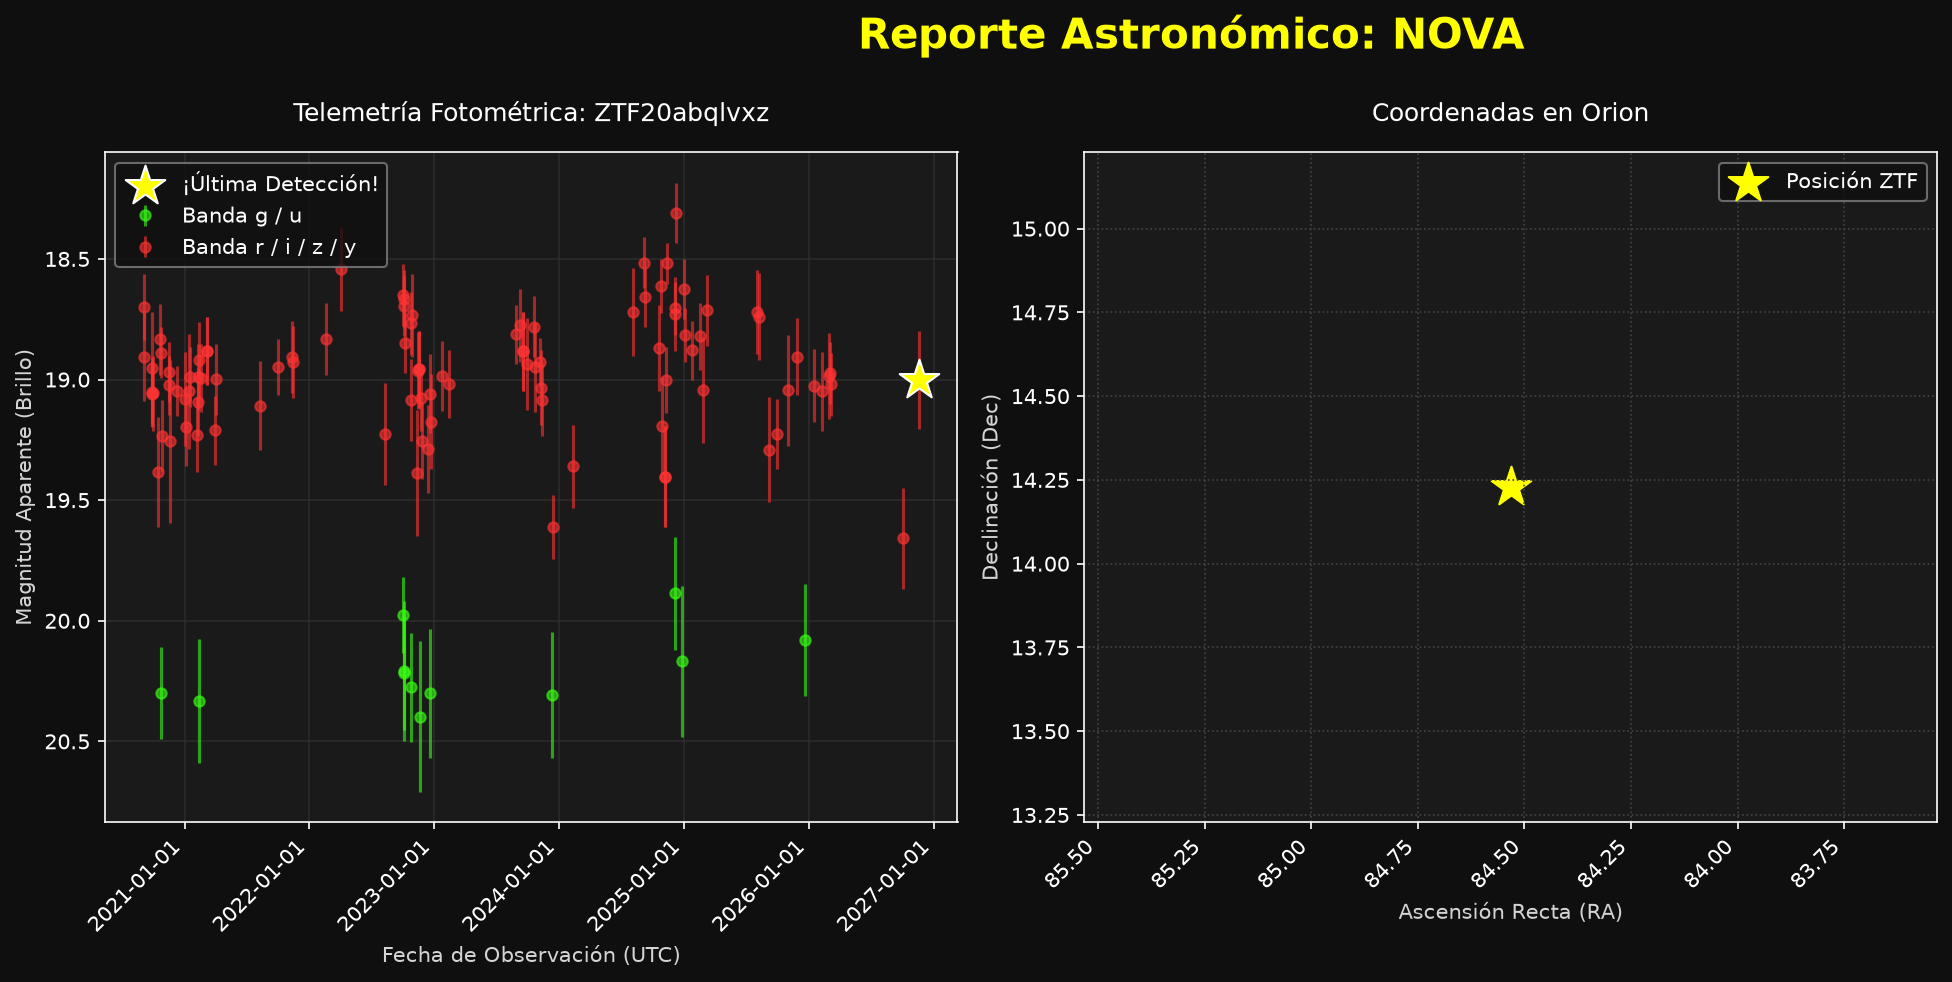 Reporte Astronómico: NOVA
Telemetría Fotométrica: ZTF20abqlvxz
¡Última Detección!
Banda g / u
Banda r / i / z / y
Magnitud Aparente (Brillo)
18.5
19.0
19.5
20.0
20.5
2021-01-01
2022-01-01
2023-01-01
2024-01-01
2025-01-01
2026-01-01
2027-01-01
Fecha de Observación (UTC)
Coordenadas en Orion
Posición ZTF
Declinación (Dec)
15.00
14.75
14.50
14.25
14.00
13.75
13.50
13.25
85.50
85.25
85.00
84.75
84.50
84.25
84.00
83.75
Ascensión Recta (RA)